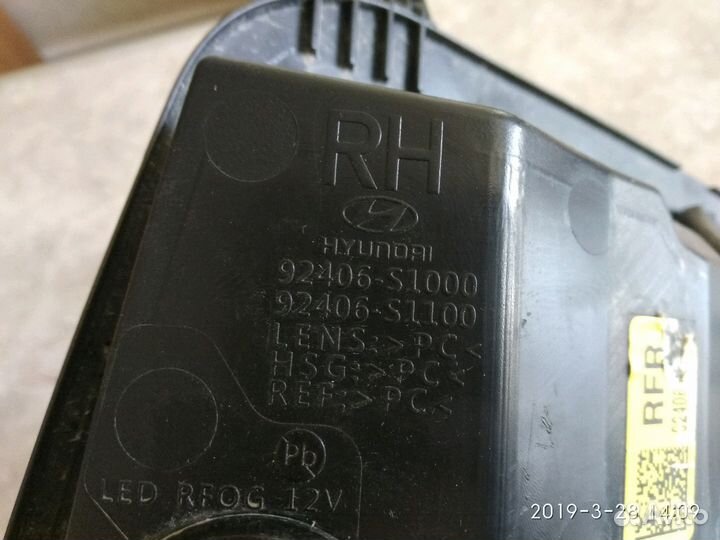 RH
HYUNDAI
92406-S1000
92406-S1100
LENS:>PC<
HSG:>PC<
REF:>PC<
Pb
LED RFOG 12V
2019-3-28 14:09
Avito